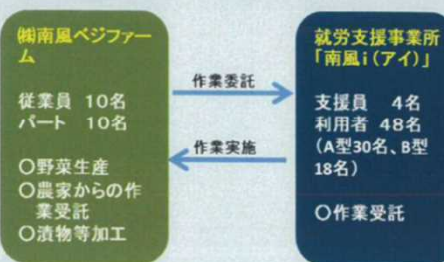 ㈱南風ベジファー
ム
従業員 10名
パート 10名
○野菜生産
○農家からの作
業受託
○漬物等加工
作業委託
作業実施
就労支援事業所
「南風i(アイ)」
支援員 4名
利用者 48名
(A型30名、B型
18名)
○作業受託